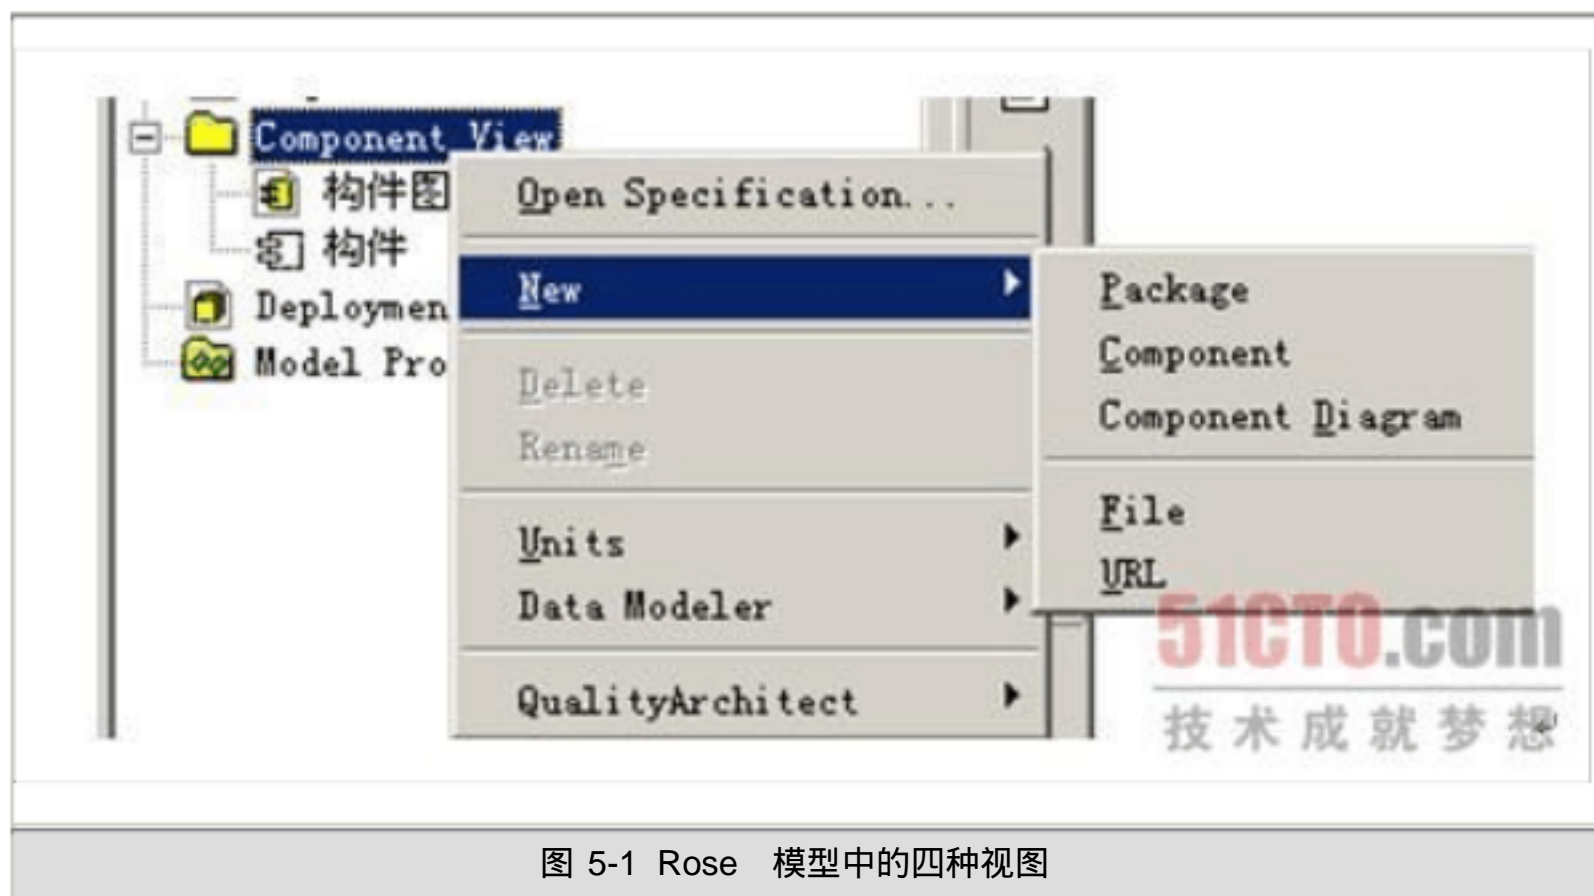 Component View
构件图
构件
Deploymen
Model Pro
Open Specification...
New
Delete
Rename
Units
Data Modeler
QualityArchitect
Package
Component
Component Diagram
File
URL
51CTO.com
技术成就梦想
图 5-1 Rose 模型中的四种视图